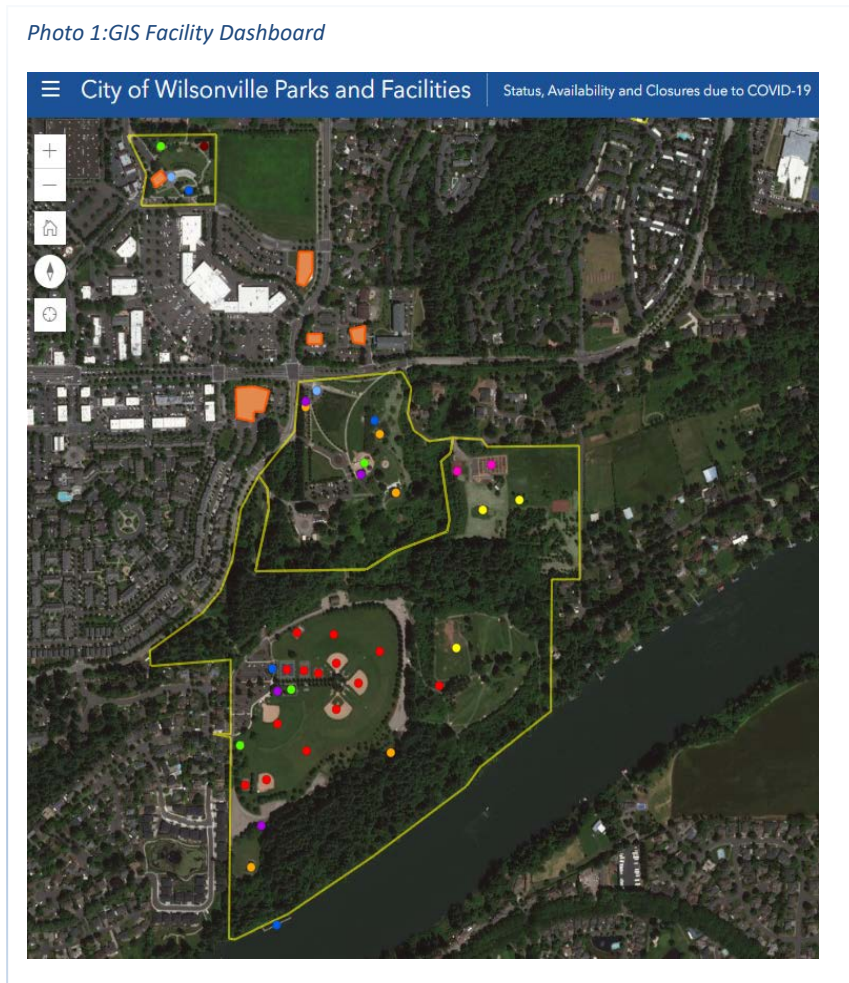 Photo 1:GIS Facility Dashboard
City of Wilsonville Parks and Facilities
Status, Availability and Closures due to COVID-19